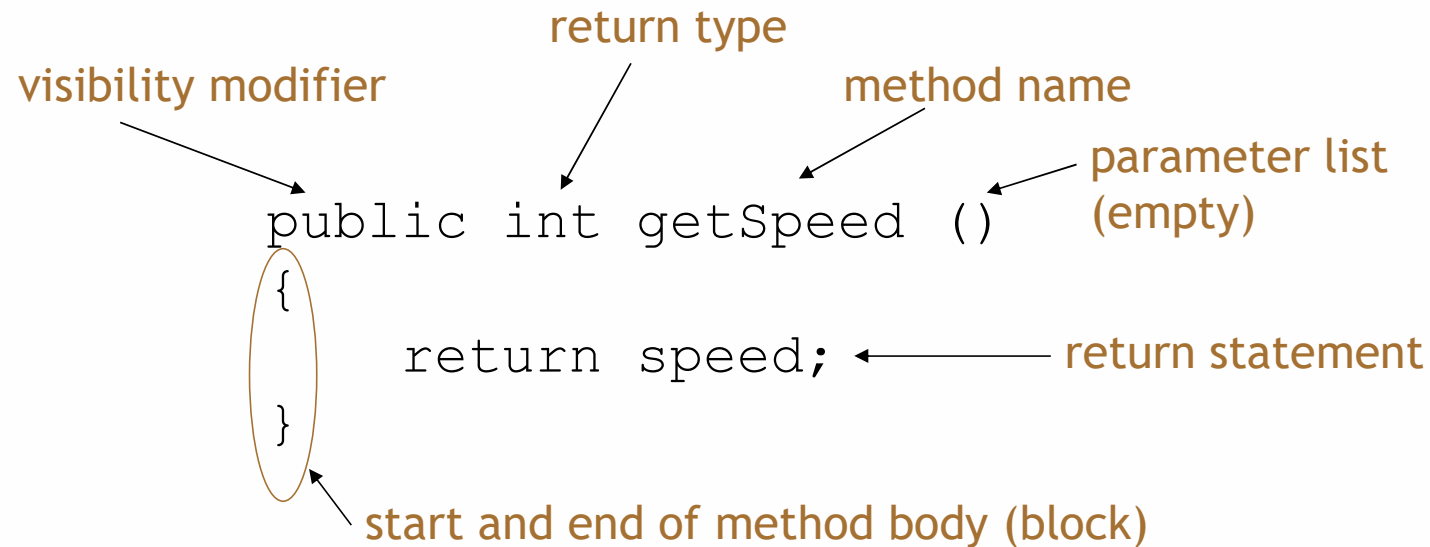 return type
visibility modifier
method name
parameter list
(empty)
public int getSpeed ()
{
return speed;
return statement
}
start and end of method body (block)